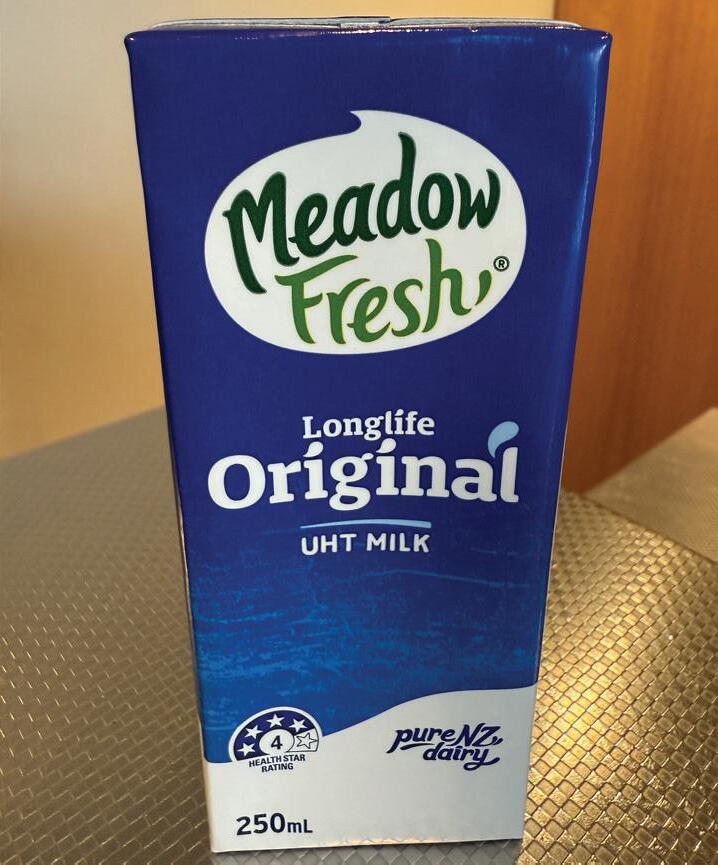 Meadow
Fresh®
Longlife
Original
UHT MILK
4
HEALTH STAR
RATING
pure NZ
dairy
250mL